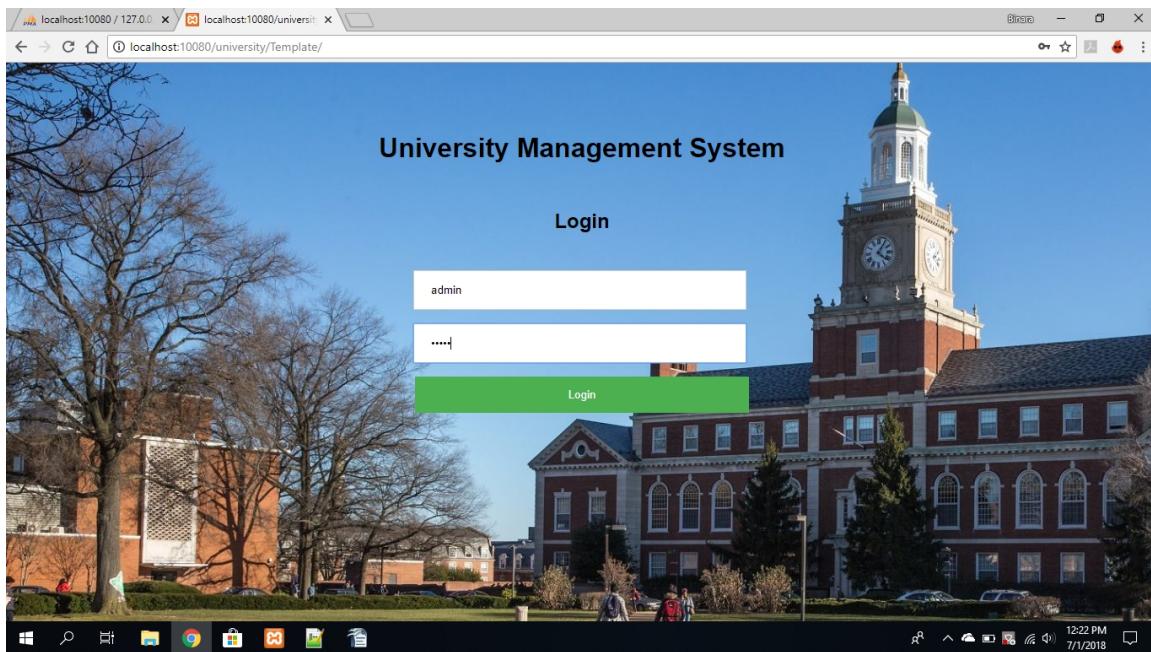 localhost:10080 / 127.0.0
localhost:10080/universit
Binara
localhost:10080/university/Template/
University Management System
Login
admin
•••••
Login
12:22 PM
7/1/2018